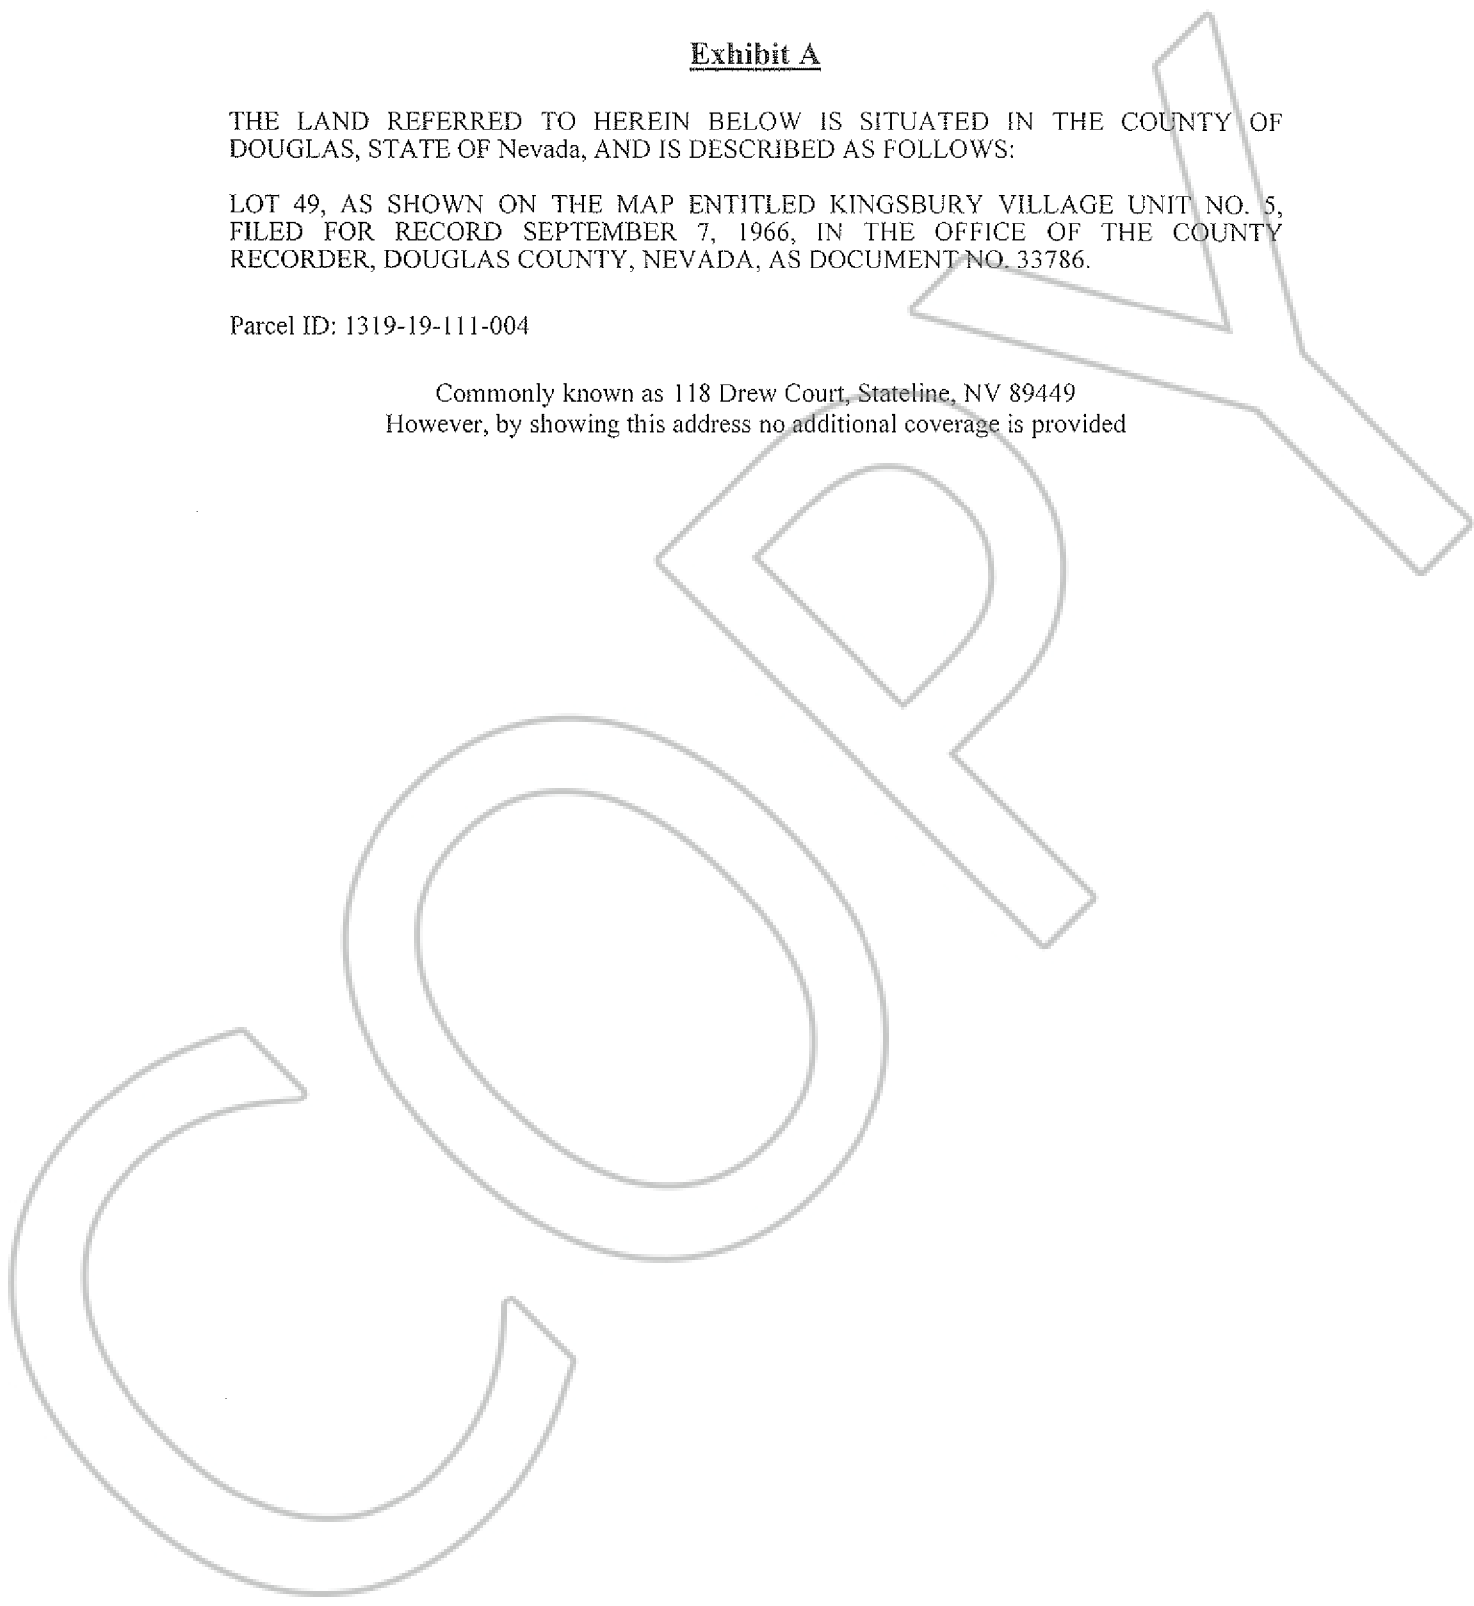 Exhibit A
THE LAND REFERRED TO HEREIN BELOW IS SITUATED IN THE COUNTY OF
DOUGLAS, STATE OF Nevada, AND IS DESCRIBED AS FOLLOWS:
LOT 49, AS SHOWN ON THE MAP ENTITLED KINGSBURY VILLAGE UNIT NO. 5,
FILED FOR RECORD SEPTEMBER 7, 1966, IN THE OFFICE OF THE COUNTY
RECORDER, DOUGLAS COUNTY, NEVADA, AS DOCUMENT NO. 33786.
Parcel ID: 1319-19-111-004
Commonly known as 118 Drew Court, Stateline, NV 89449
However, by showing this address no additional coverage is provided
COPY